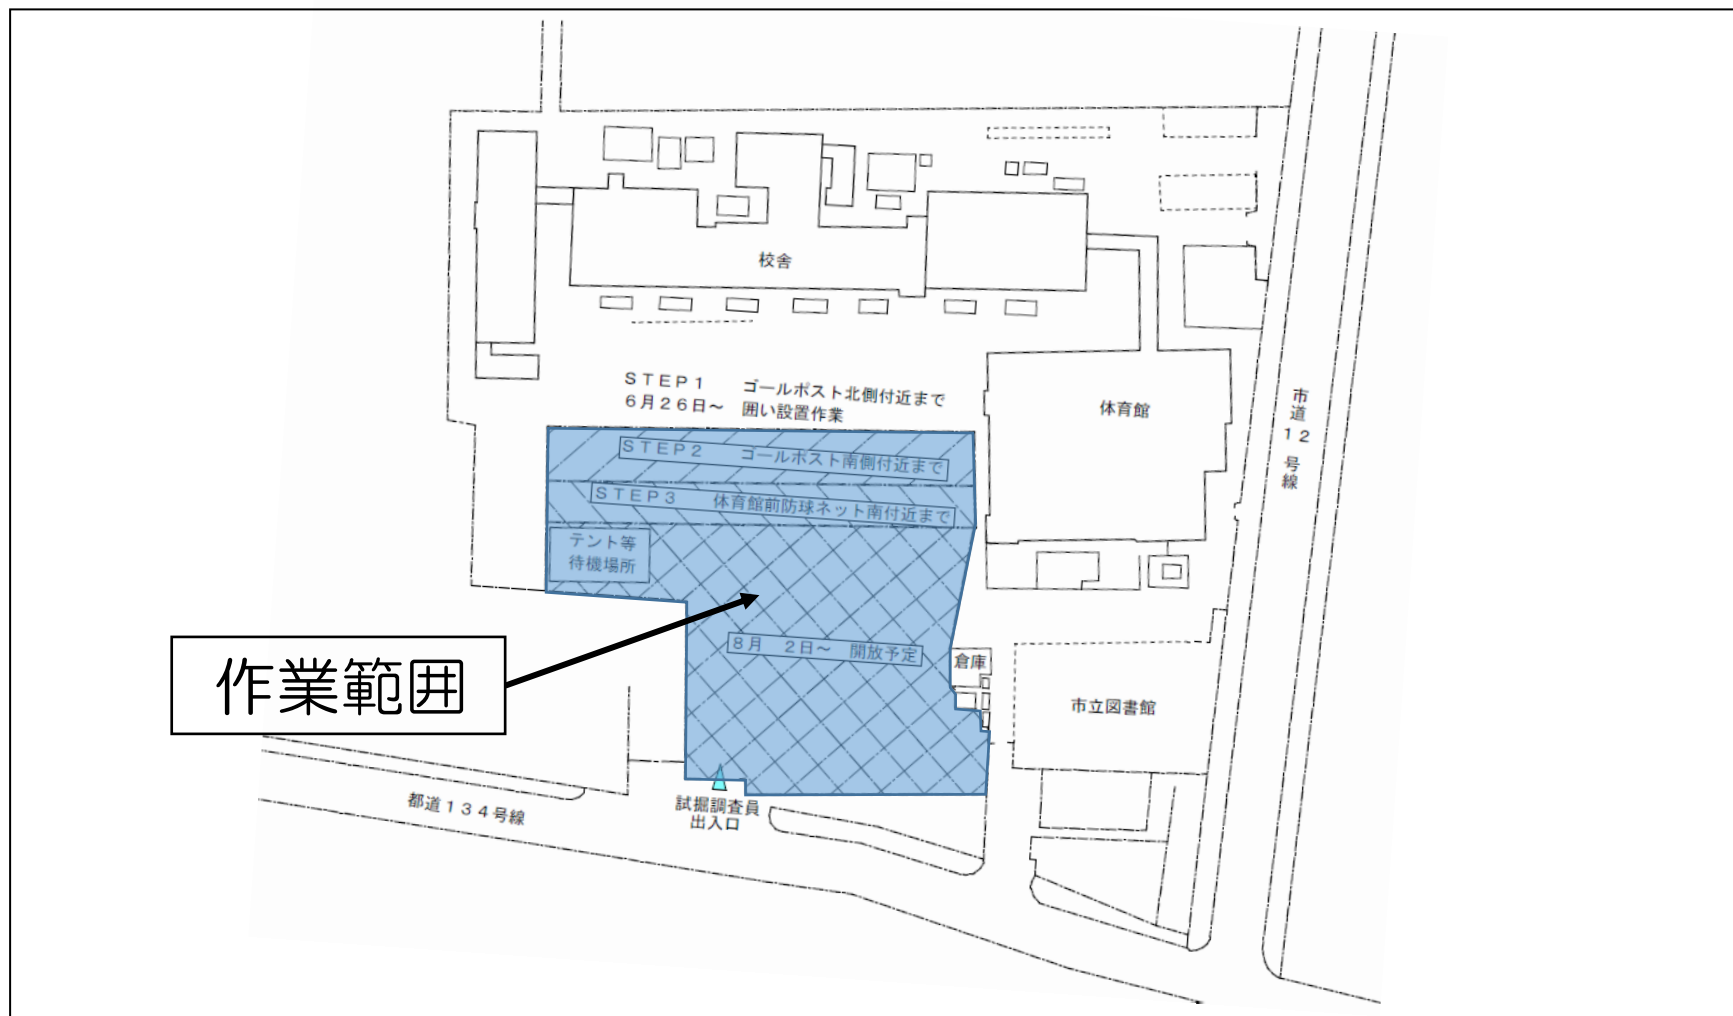 校舎
STEP1 ゴールポスト北側付近まで
6月26日~ 囲い設置作業
体育館
市道12号線
STEP2 ゴールポスト南側付近まで
STEP3 体育館前防球ネット南付近まで
テント等
待機場所
作業範囲
8月 2日~ 開放予定
倉庫
市立図書館
都道134号線
試掘調査員
出入口